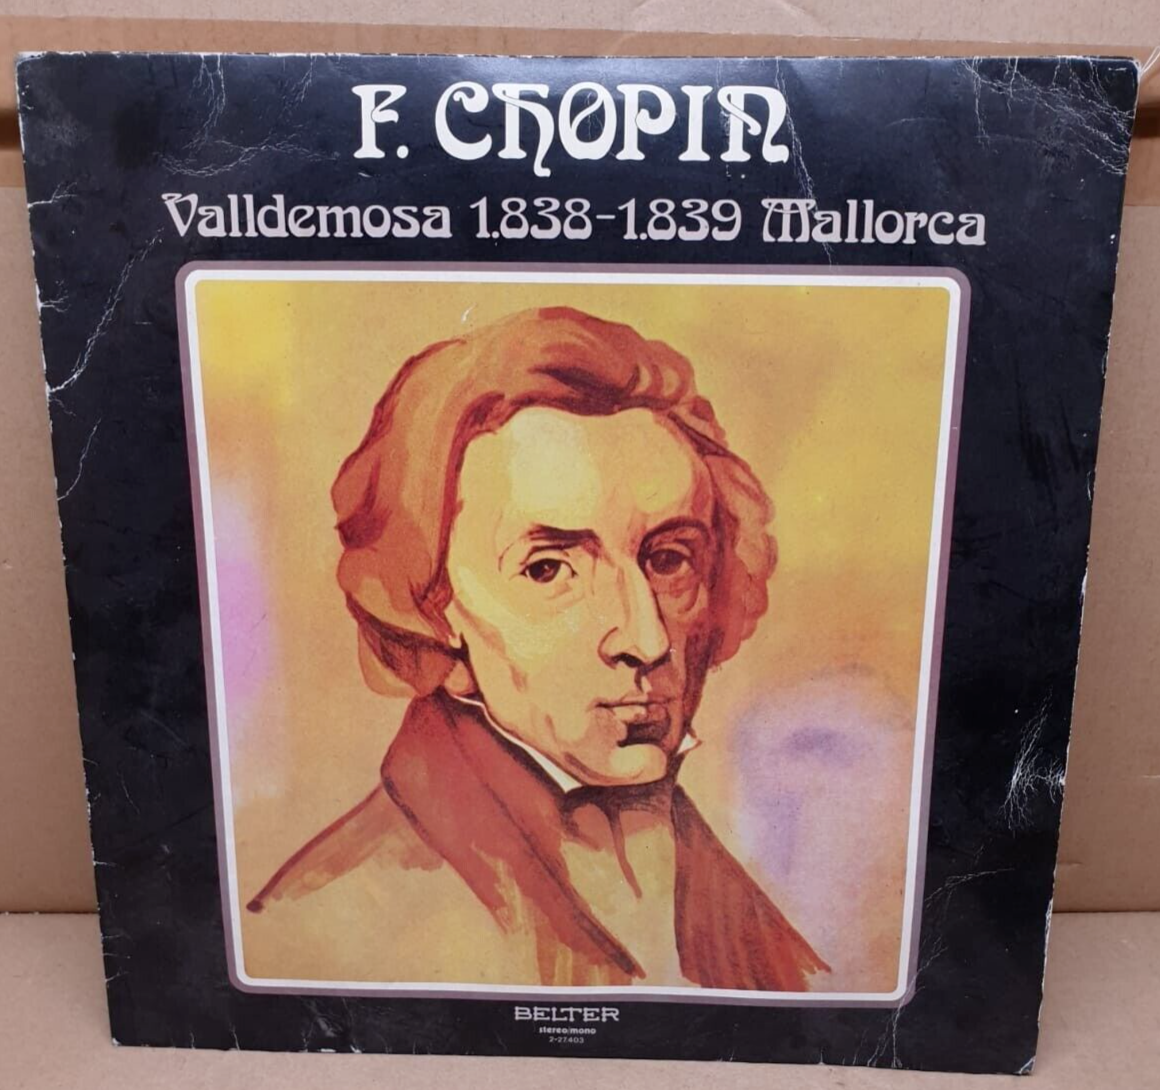 F. CHOPIN
Valldemosa 1.838-1.839 Mallorca
BELTER
stereo/mono
2-27.403